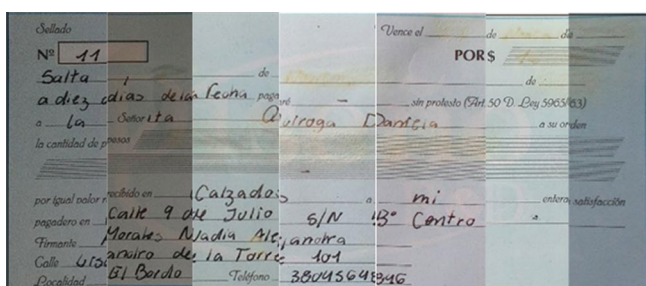 Sellado Vence el de de
Nº 11 POR $
Salta, de de
a diez dias de la fecha pagaré - sin protesto (Art. 50 D. Ley 5965/63)
a la Señorita Quiroga Daniela a su orden
la cantidad de pesos
por igual valor recibido en Calzados a mi entera satisfacción
pagadero en Calle 9 de Julio S/N Bº Centro
Firmante Morales Nadia Alejandra
Calle de la Torre 101
Localidad El Bordo Teléfono